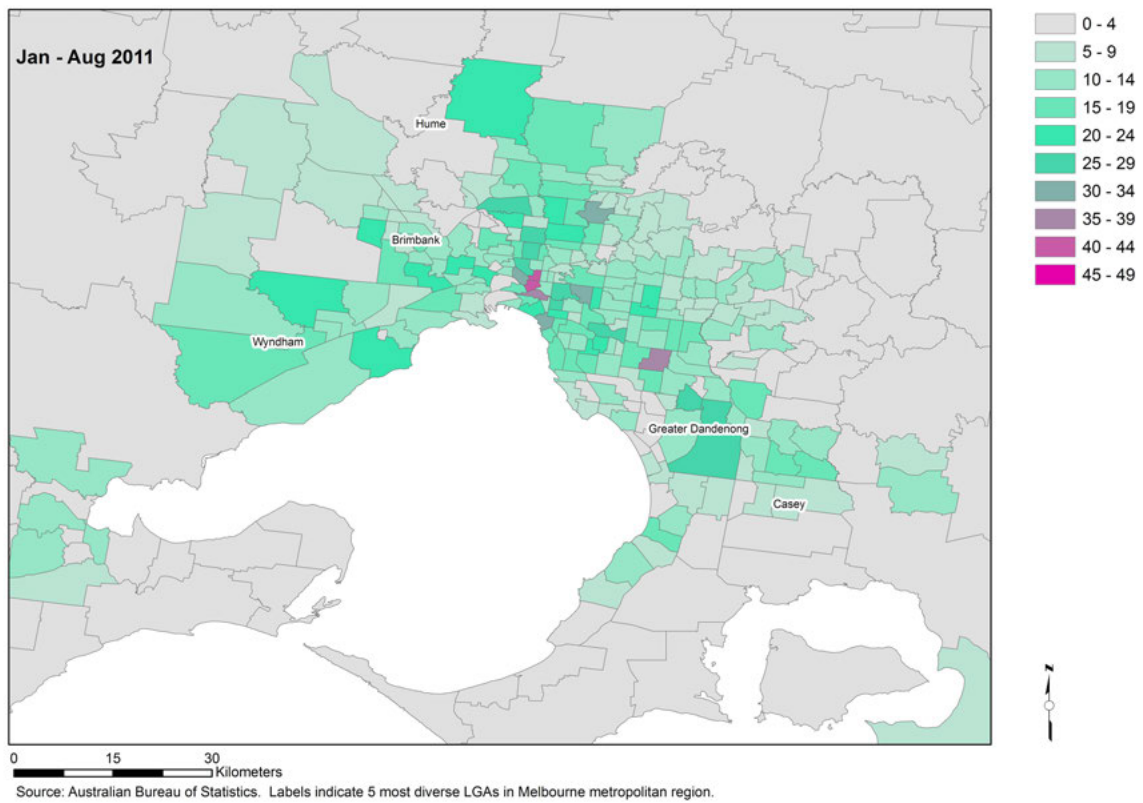 Jan - Aug 2011
0 - 4
5 - 9
10 - 14
15 - 19
20 - 24
25 - 29
30 - 34
35 - 39
40 - 44
45 - 49
Hume
Brimbank
Wyndham
Greater Dandenong
Casey
N
0 15 30
Kilometers
Source: Australian Bureau of Statistics. Labels indicate 5 most diverse LGAs in Melbourne metropolitan region.